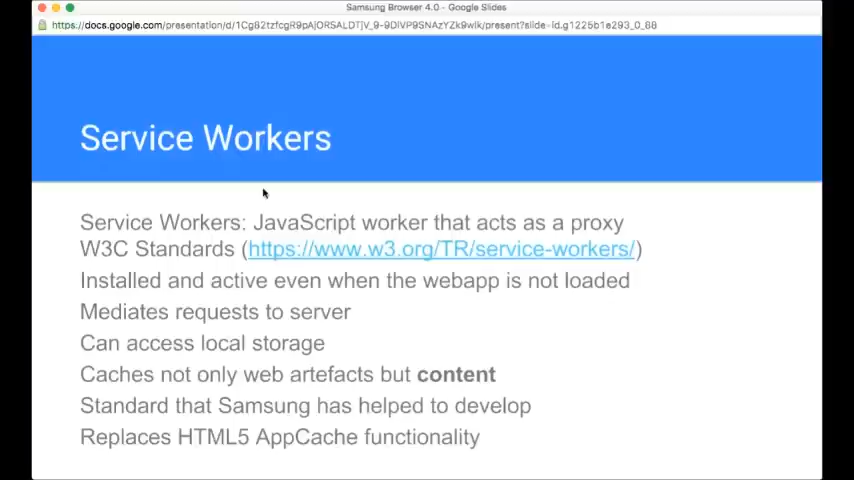 Samsung Browser 4.0 - Google Slides
Service Workers
Service Workers: JavaScript worker that acts as a proxy
W3C Standards (https://www.w3.org/TR/service-workers/)
Installed and active even when the webapp is not loaded
Mediates requests to server
Can access local storage
Caches not only web artefacts but content
Standard that Samsung has helped to develop
Replaces HTML5 AppCache functionality